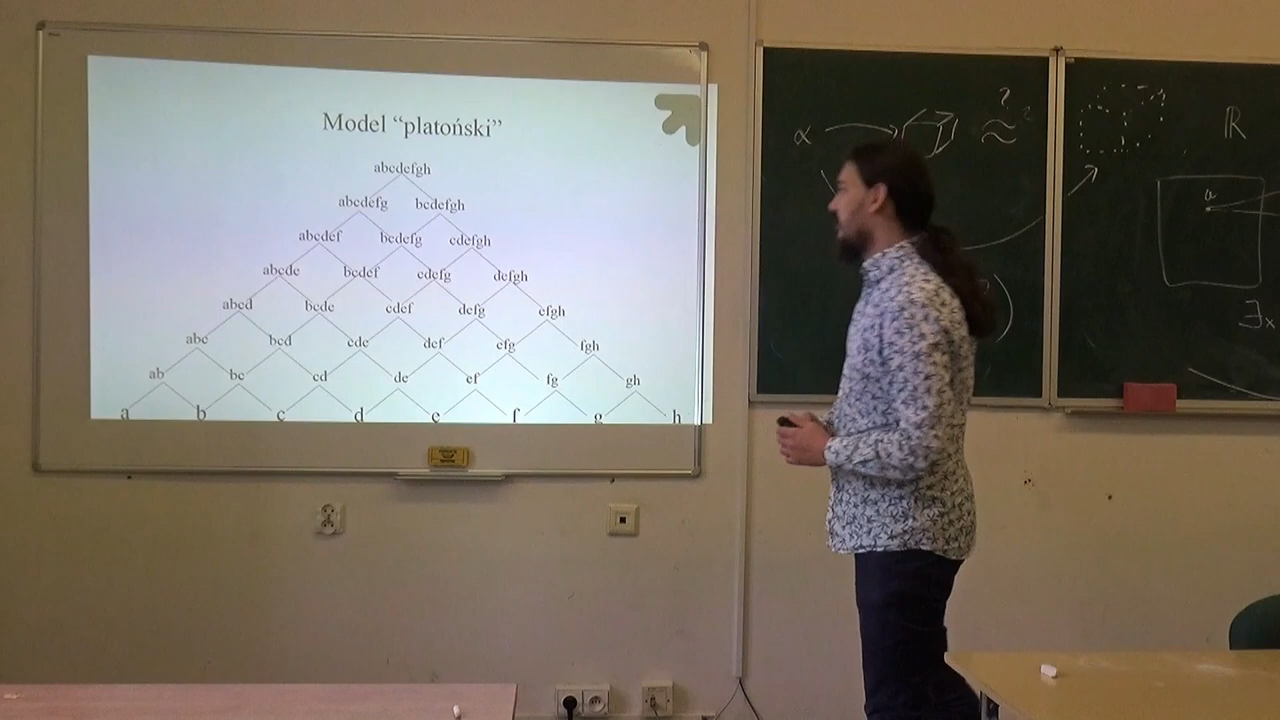 Model “platoński”
abcdefgh
abcdefg bcdefgh
abcdef bcdefg cdefgh
abcde bcdef cdefg defgh
abcd bcde cdef defg efgh
abc bcd cde def efg fgh
ab bc cd de ef fg gh
a b c d e f g h
α ≈ ? ?
ℝ
a
?)
∃x